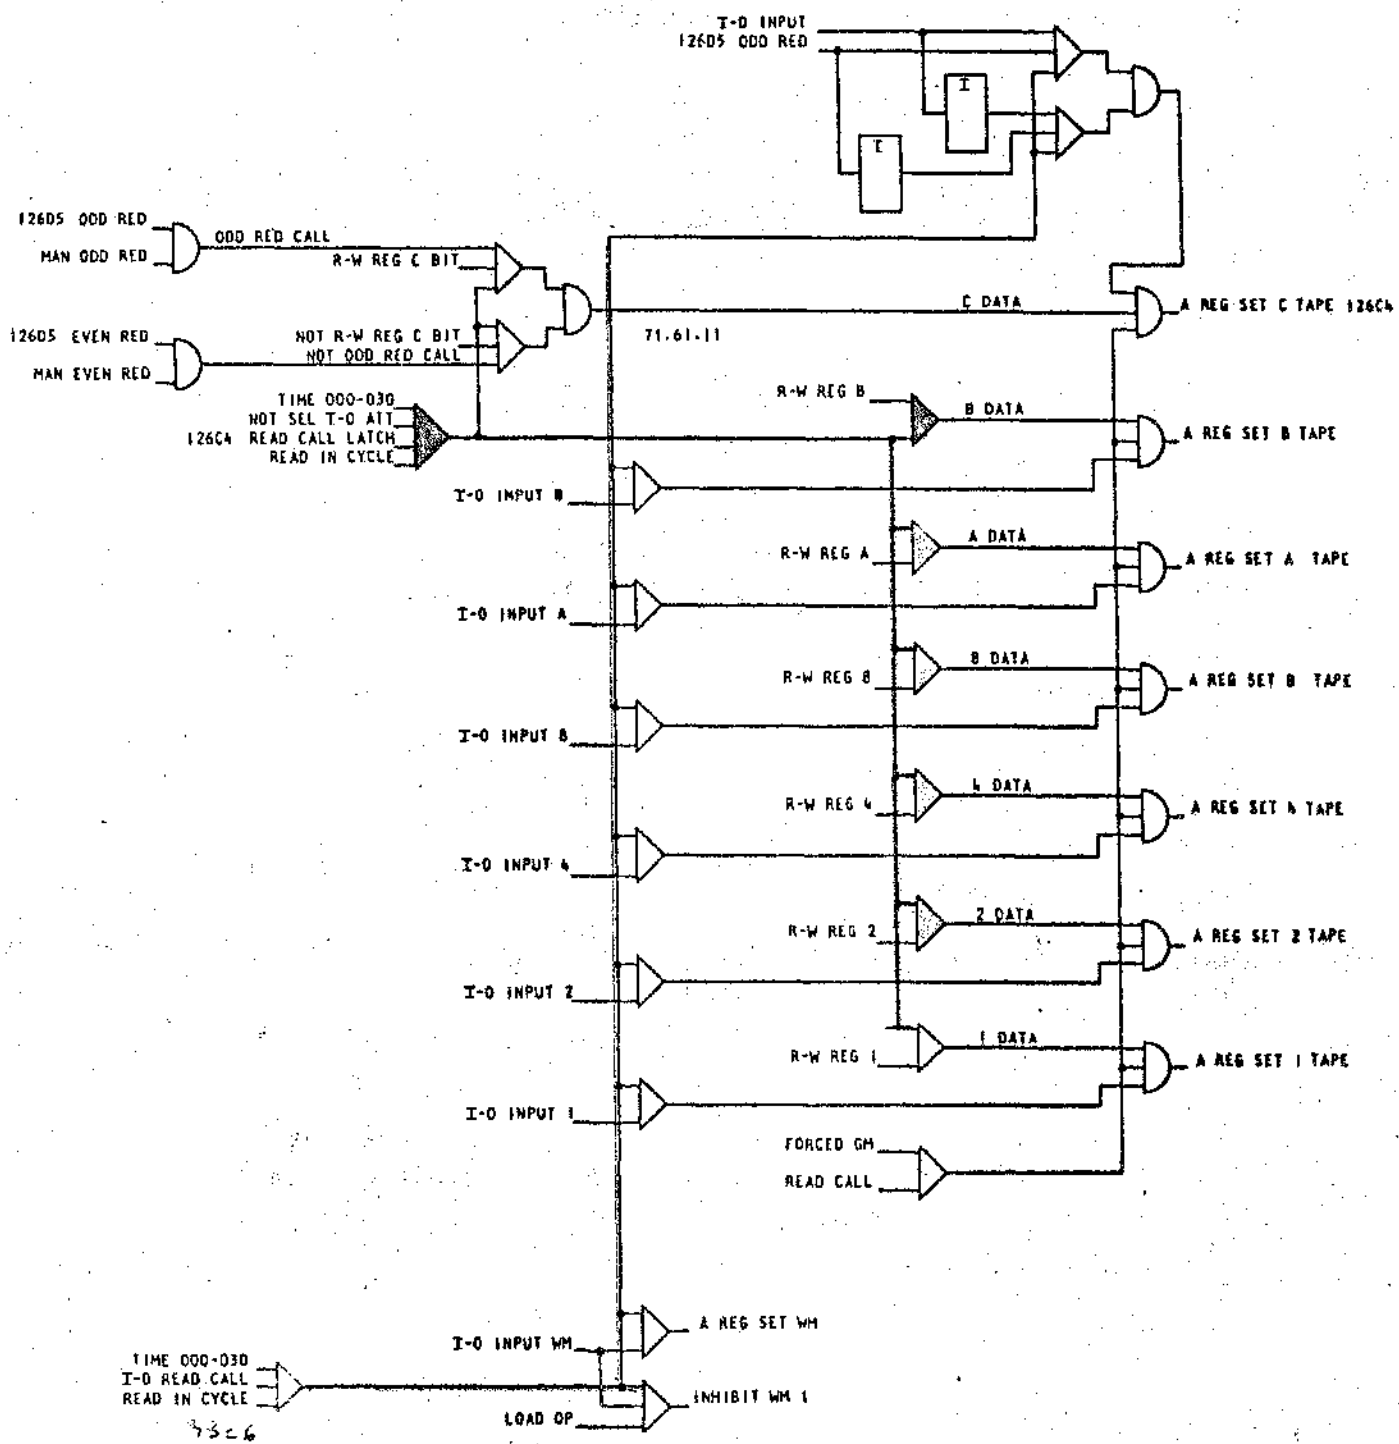 I-O INPUT
126D5 ODD RED
I
I
126D5 ODD RED
ODD RED CALL
MAN ODD RED
R-W REG C BIT
C DATA
A REG SET C TAPE 126C4
126D5 EVEN RED
NOT R-W REG C BIT
71.61.11
NOT ODD RED CALL
MAN EVEN RED
TIME 000-030
NOT SEL I-O ATT
126C4 READ CALL LATCH
READ IN CYCLE
R-W REG B
B DATA
A REG SET B TAPE
I-O INPUT B
R-W REG A
A DATA
A REG SET A TAPE
I-O INPUT A
R-W REG 8
8 DATA
A REG SET 8 TAPE
I-O INPUT 8
R-W REG 4
4 DATA
A REG SET 4 TAPE
I-O INPUT 4
R-W REG 2
2 DATA
A REG SET 2 TAPE
I-O INPUT 2
R-W REG 1
1 DATA
A REG SET 1 TAPE
I-O INPUT 1
FORCED GM
READ CALL
A REG SET WM
I-O INPUT WM
TIME 000-030
I-O READ CALL
READ IN CYCLE
INHIBIT WM 1
LOAD OP